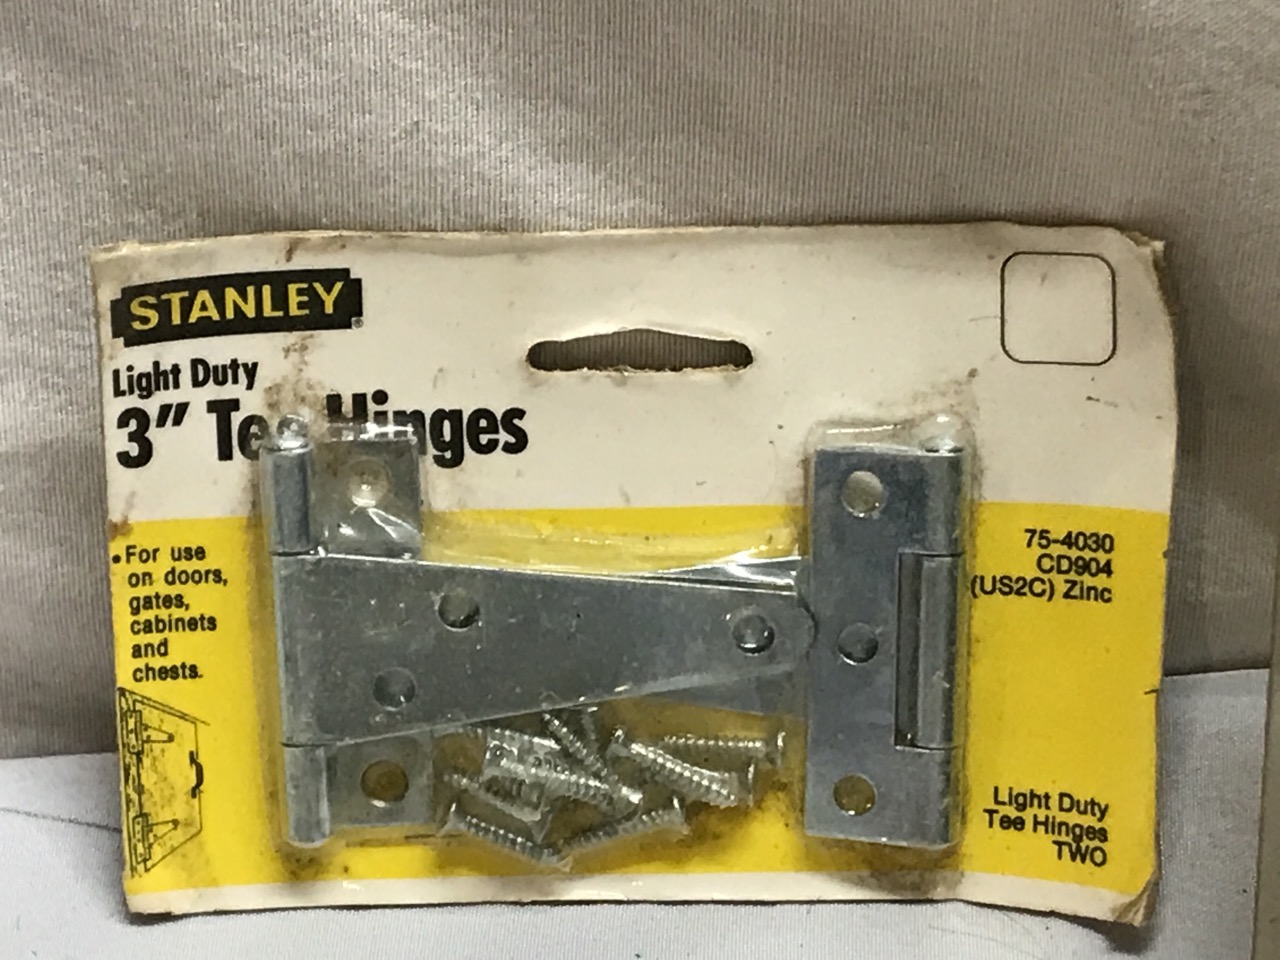 STANLEY®
Light Duty
3" Tee Hinges
• For use
on doors,
gates,
cabinets
and
chests.
75-4030
CD904
(US2C) Zinc
Light Duty
Tee Hinges
TWO